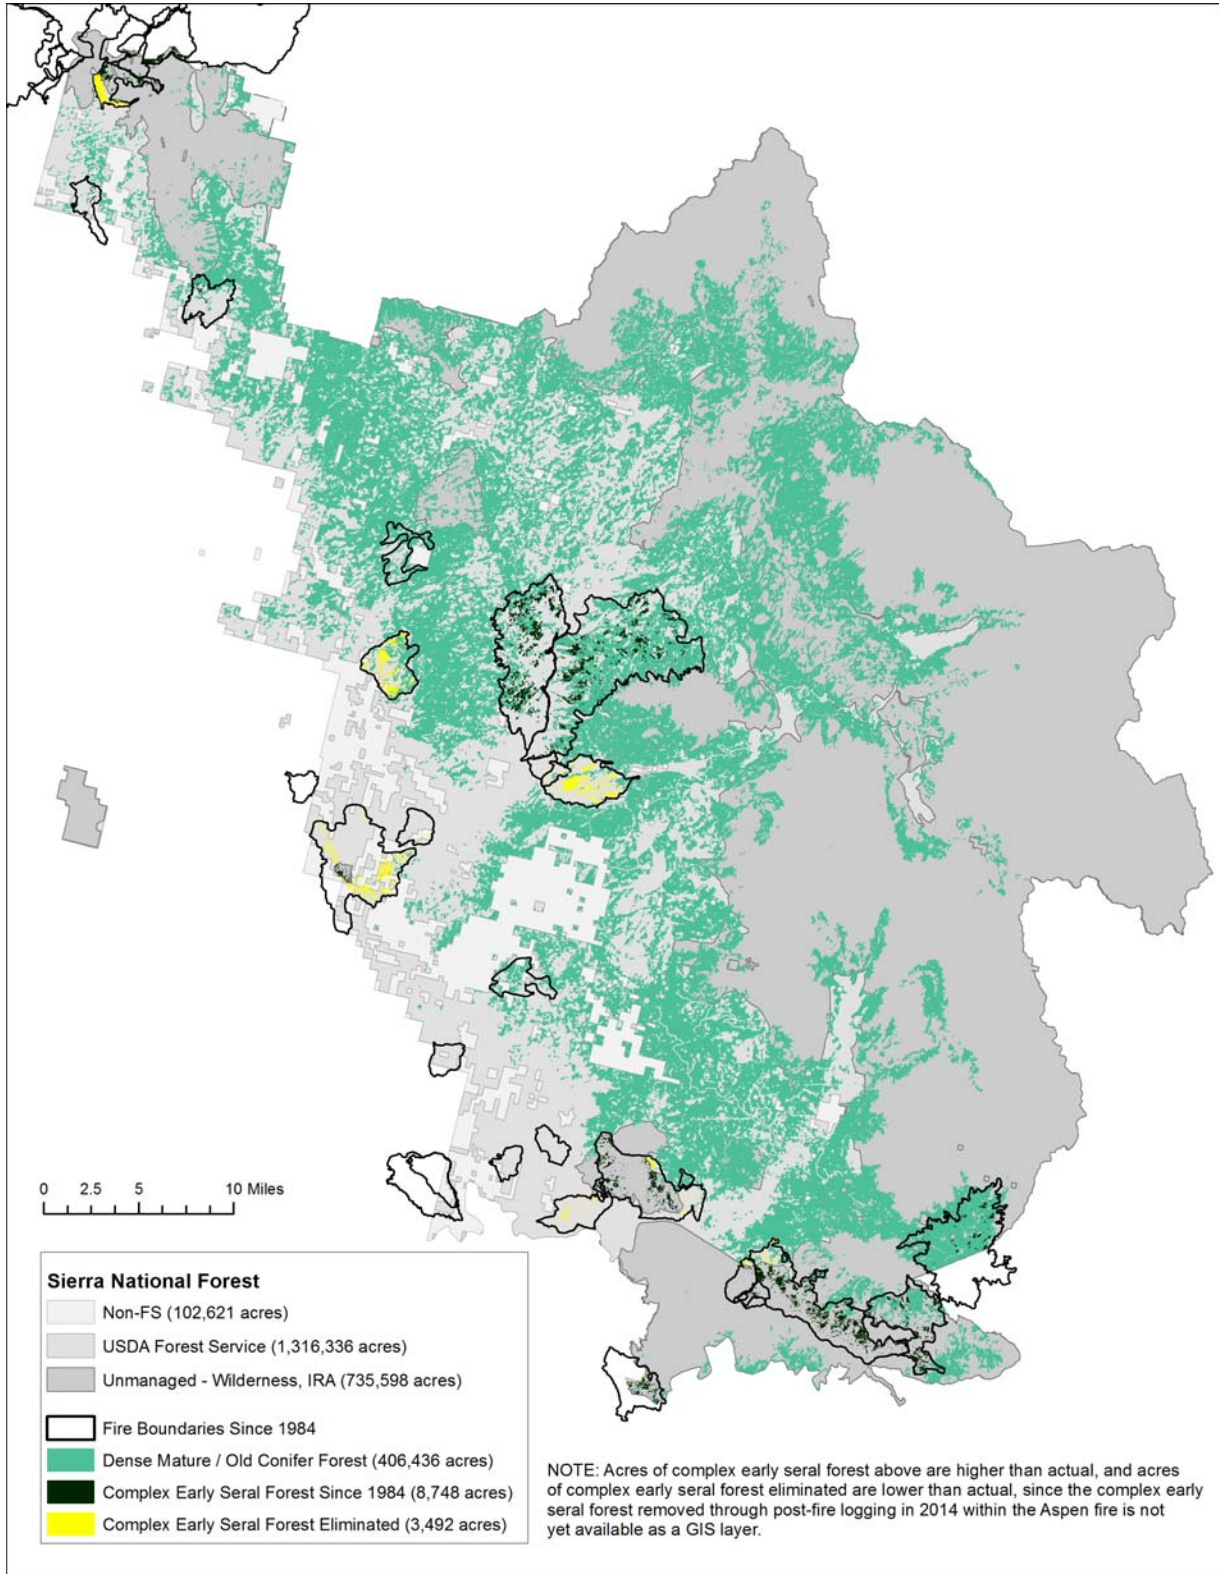 0 2.5 5 10 Miles
Sierra National Forest
Non-FS (102,621 acres)
USDA Forest Service (1,316,336 acres)
Unmanaged - Wilderness, IRA (735,598 acres)
Fire Boundaries Since 1984
Dense Mature / Old Conifer Forest (406,436 acres)
Complex Early Seral Forest Since 1984 (8,748 acres)
Complex Early Seral Forest Eliminated (3,492 acres)
NOTE: Acres of complex early seral forest above are higher than actual, and acres
of complex early seral forest eliminated are lower than actual, since the complex early
seral forest removed through post-fire logging in 2014 within the Aspen fire is not
yet available as a GIS layer.